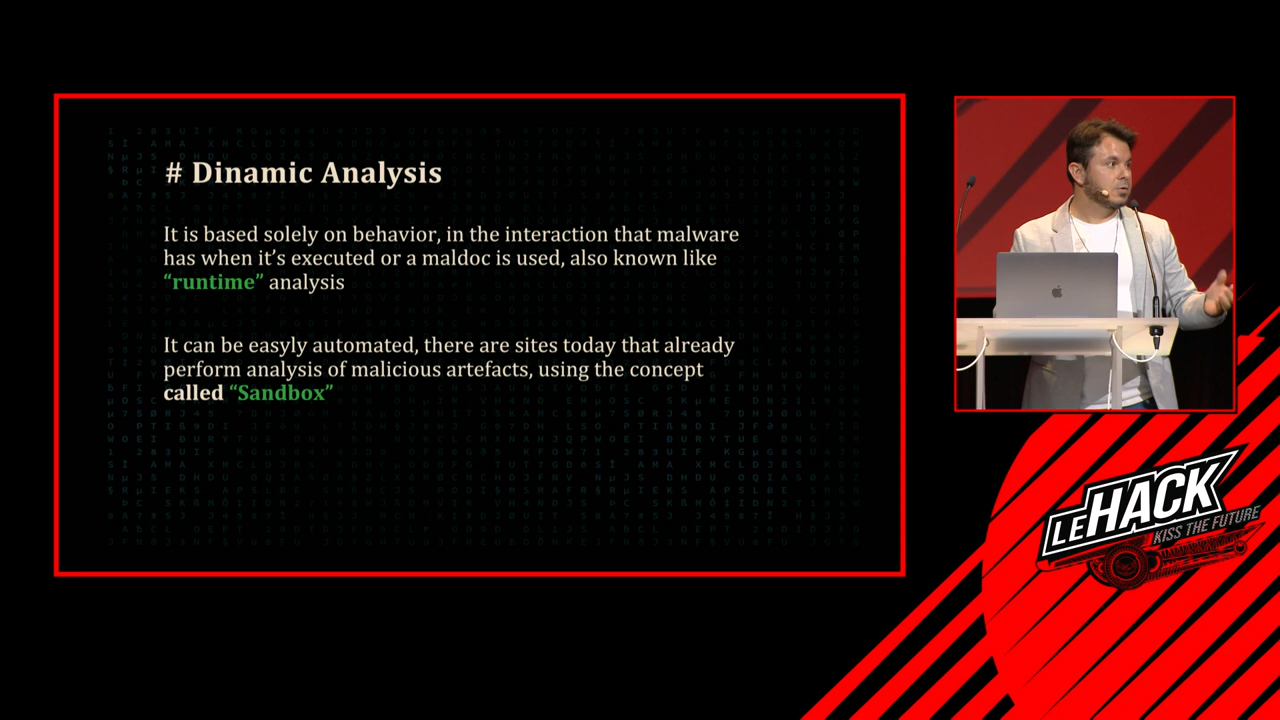 # Dinamic Analysis
It is based solely on behavior, in the interaction that malware
has when it’s executed or a maldoc is used, also known like
“runtime” analysis
It can be easyly automated, there are sites today that already
perform analysis of malicious artefacts, using the concept
called “Sandbox”
LEHACK
KISS THE FUTURE